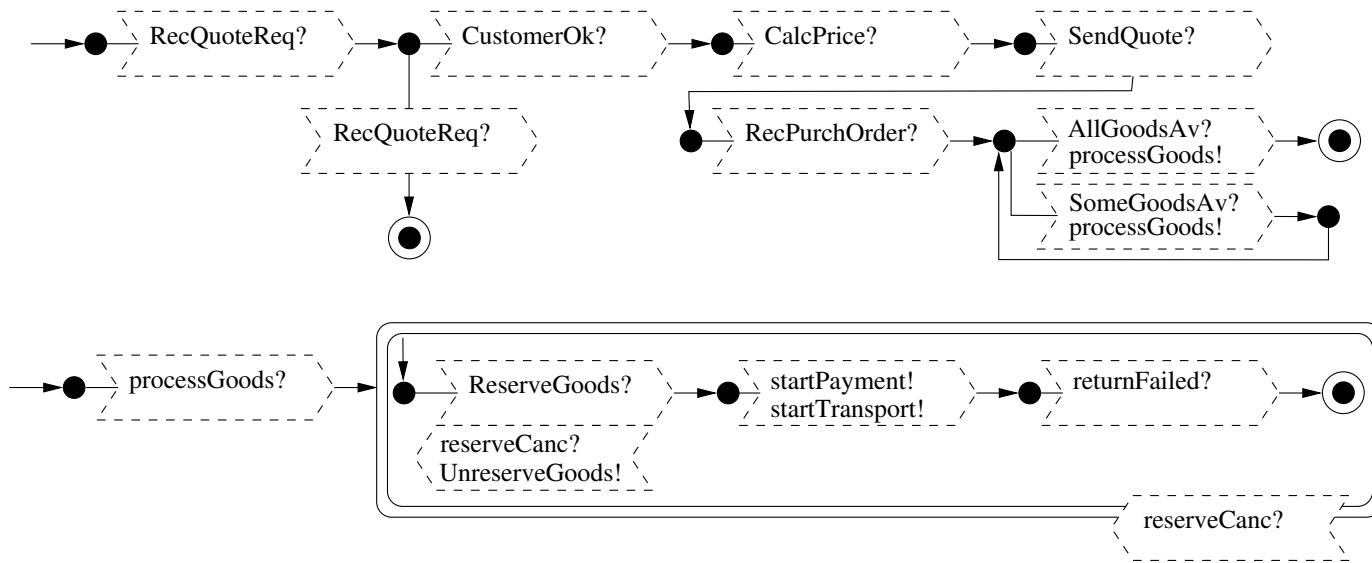 RecQuoteReq?
CustomerOk?
CalcPrice?
SendQuote?
RecQuoteReq?
RecPurchOrder?
AllGoodsAv?
processGoods!
SomeGoodsAv?
processGoods!
processGoods?
ReserveGoods?
reserveCanc?
UnreserveGoods!
startPayment!
startTransport!
returnFailed?
reserveCanc?